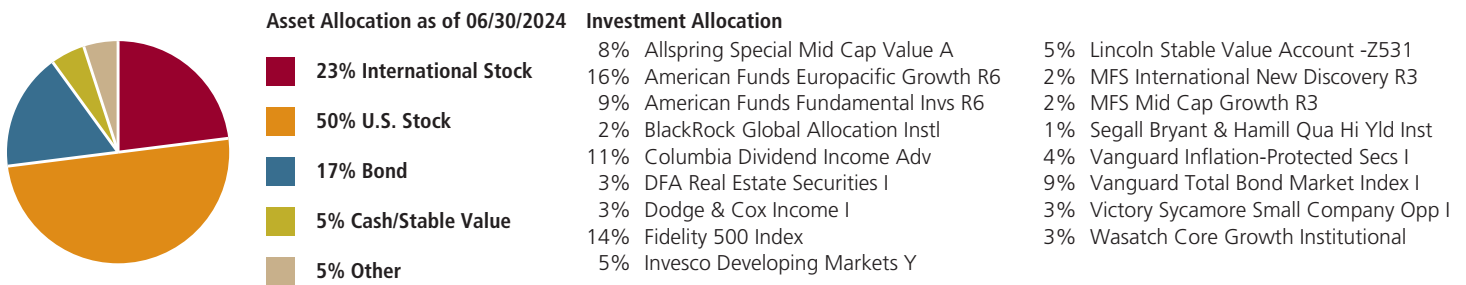 Asset Allocation as of 06/30/2024
23% International Stock
50% U.S. Stock
17% Bond
5% Cash/Stable Value
5% Other
Investment Allocation
8% Allspring Special Mid Cap Value A
16% American Funds Europacific Growth R6
9% American Funds Fundamental Invs R6
2% BlackRock Global Allocation Instl
11% Columbia Dividend Income Adv
3% DFA Real Estate Securities I
3% Dodge & Cox Income I
14% Fidelity 500 Index
5% Invesco Developing Markets Y
5% Lincoln Stable Value Account -Z531
2% MFS International New Discovery R3
2% MFS Mid Cap Growth R3
1% Segall Bryant & Hamill Qua Hi Yld Inst
4% Vanguard Inflation-Protected Secs I
9% Vanguard Total Bond Market Index I
3% Victory Sycamore Small Company Opp I
3% Wasatch Core Growth Institutional